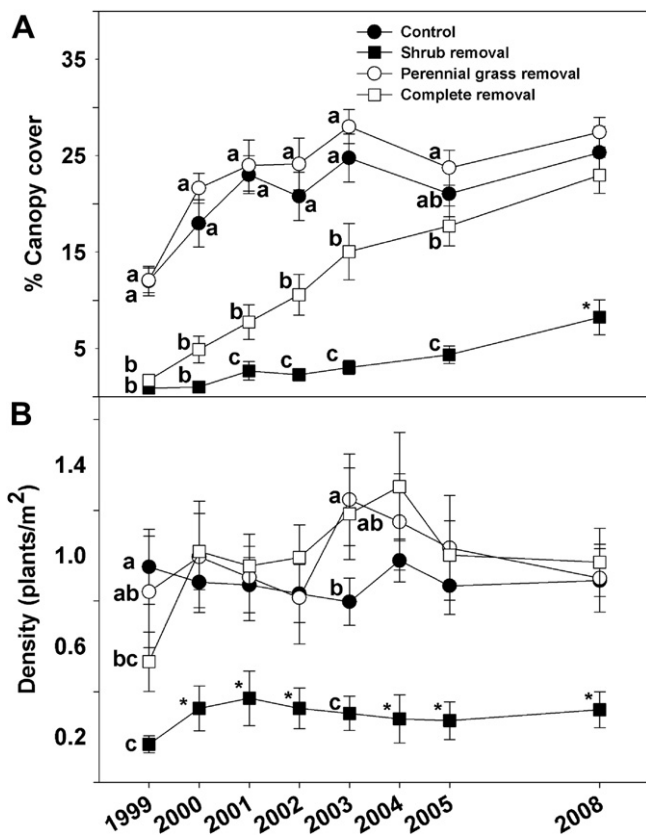 A
Control
Shrub removal
Perennial grass removal
Complete removal
35
25
15
5
% Canopy cover
a a a a a
a a a a ab
a
a
b b b b b b
b b c c c c *
B
1.4
1.0
0.6
0.2
Density (plants/m²)
a
ab
bc
c
a
ab
b
* * * c * * *
1999 2000 2001 2002 2003 2004 2005 2008